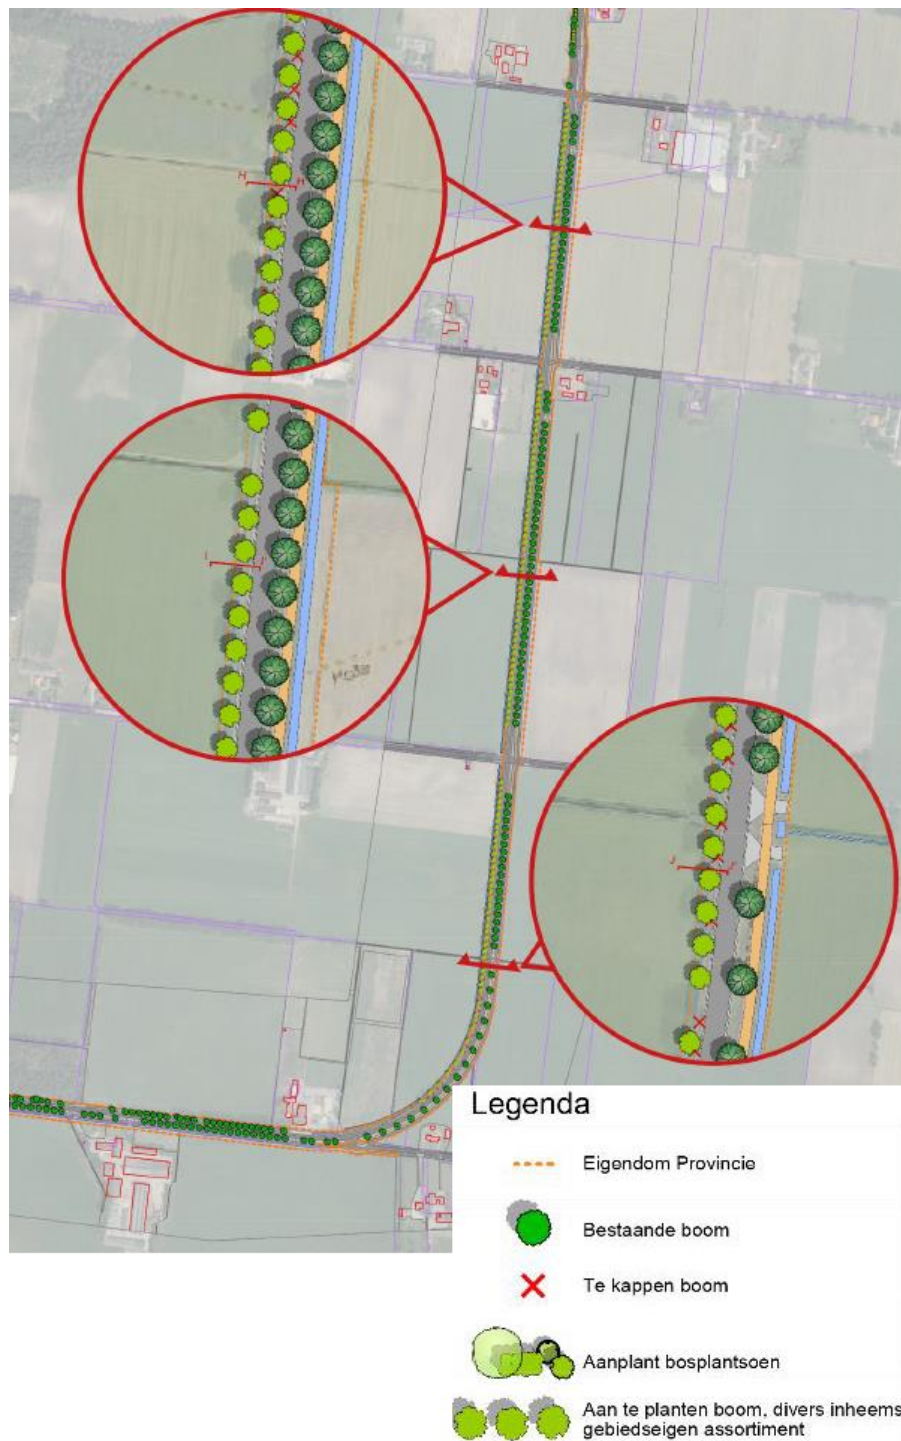 H
H
I
J
Legenda
Eigendom Provincie
Bestaande boom
Te kappen boom
Aanplant bosplantsoen
Aan te planten boom, divers inheems
gebiedseigen assortiment